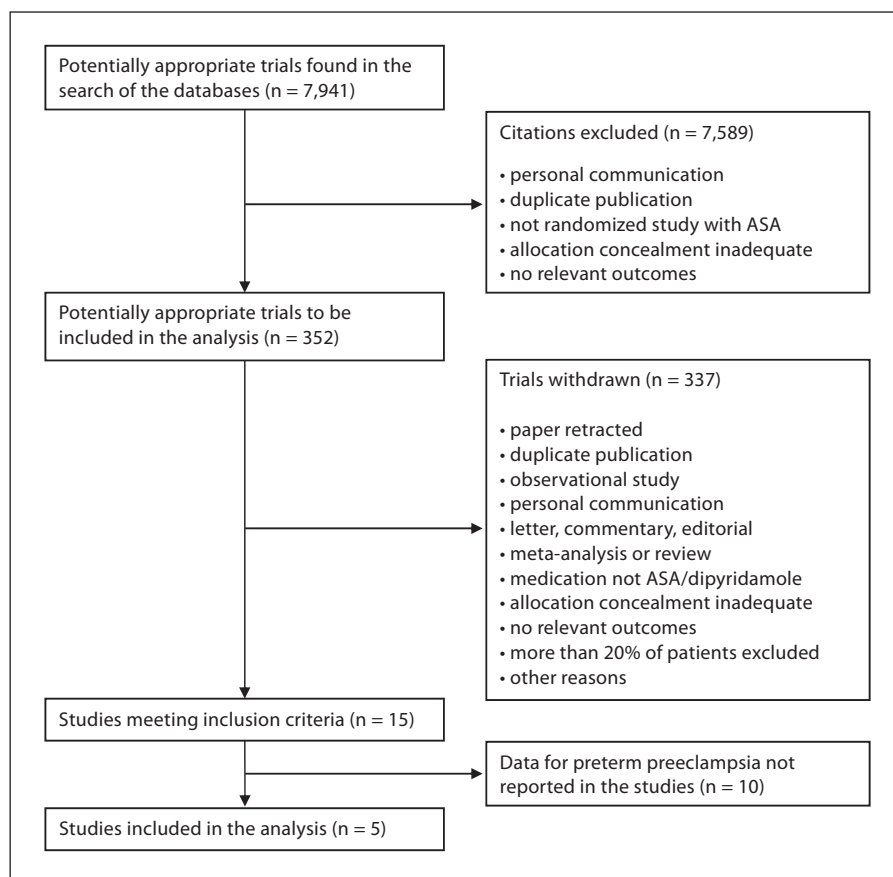 Potentially appropriate trials found in the
search of the databases (n = 7,941)
Citations excluded (n = 7,589)
• personal communication
• duplicate publication
• not randomized study with ASA
• allocation concealment inadequate
• no relevant outcomes
Potentially appropriate trials to be
included in the analysis (n = 352)
Trials withdrawn (n = 337)
• paper retracted
• duplicate publication
• observational study
• personal communication
• letter, commentary, editorial
• meta-analysis or review
• medication not ASA/dipyridamole
• allocation concealment inadequate
• no relevant outcomes
• more than 20% of patients excluded
• other reasons
Studies meeting inclusion criteria (n = 15)
Data for preterm preeclampsia not
reported in the studies (n = 10)
Studies included in the analysis (n = 5)